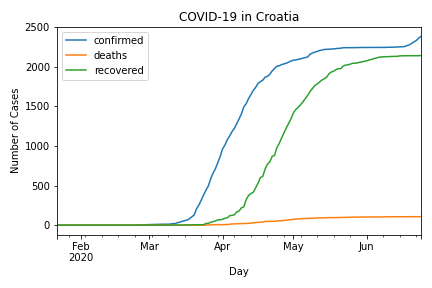 COVID-19 in Croatia
confirmed
deaths
recovered
Number of Cases
2500
2000
1500
1000
500
0
Feb Mar Apr May Jun
2020
Day